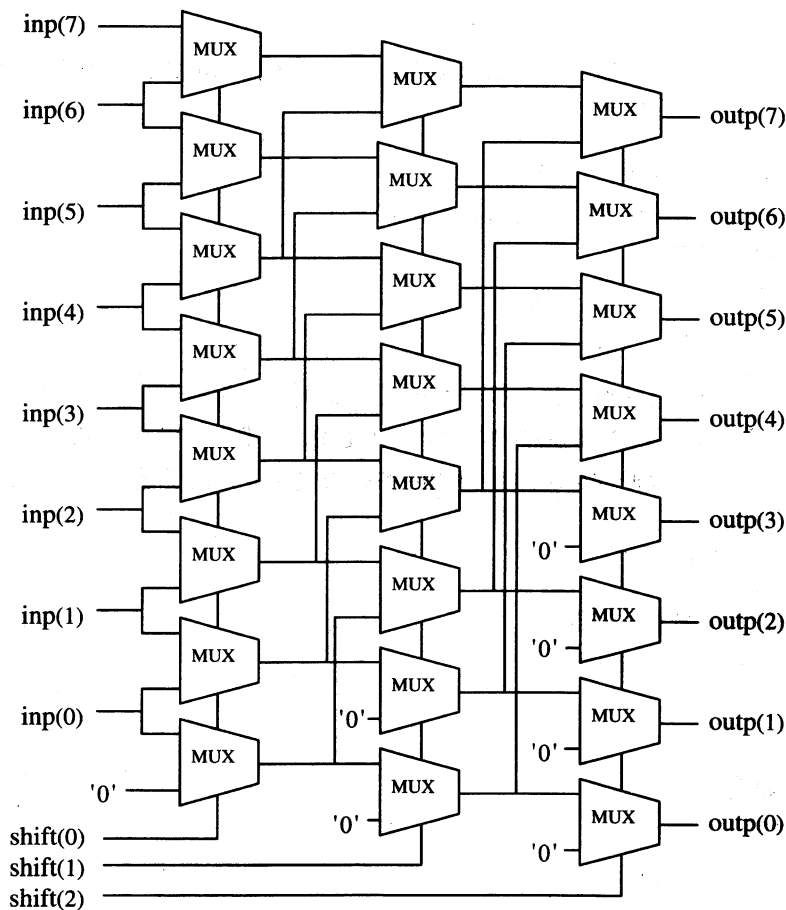 inp(7)
MUX
MUX
MUX
inp(6)
outp(7)
MUX
MUX
MUX
inp(5)
outp(6)
MUX
MUX
MUX
inp(4)
outp(5)
MUX
MUX
MUX
inp(3)
outp(4)
MUX
MUX
MUX
inp(2)
outp(3)
'0'
MUX
MUX
MUX
inp(1)
outp(2)
'0'
MUX
MUX
MUX
inp(0)
'0'
outp(1)
'0'
MUX
MUX
MUX
'0'
'0'
outp(0)
'0'
shift(0)
shift(1)
shift(2)